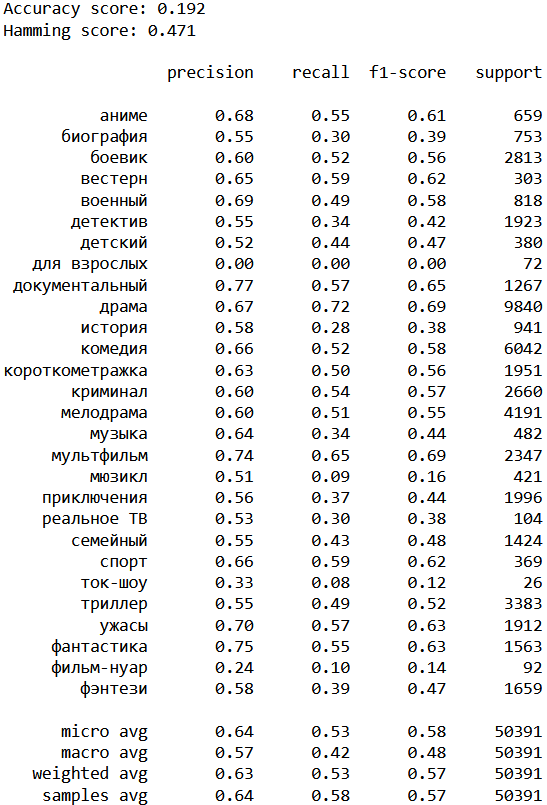 Accuracy score: 0.192
Hamming score: 0.471
precision recall f1-score support
аниме 0.68 0.55 0.61 659
биография 0.55 0.30 0.39 753
боевик 0.60 0.52 0.56 2813
вестерн 0.65 0.59 0.62 303
военный 0.69 0.49 0.58 818
детектив 0.55 0.34 0.42 1923
детский 0.52 0.44 0.47 380
для взрослых 0.00 0.00 0.00 72
документальный 0.77 0.57 0.65 1267
драма 0.67 0.72 0.69 9840
история 0.58 0.28 0.38 941
комедия 0.66 0.52 0.58 6042
короткометражка 0.63 0.50 0.56 1951
криминал 0.60 0.54 0.57 2660
мелодрама 0.60 0.51 0.55 4191
музыка 0.64 0.34 0.44 482
мультфильм 0.74 0.65 0.69 2347
мюзикл 0.51 0.09 0.16 421
приключения 0.56 0.37 0.44 1996
реальное ТВ 0.53 0.30 0.38 104
семейный 0.55 0.43 0.48 1424
спорт 0.66 0.59 0.62 369
ток-шоу 0.33 0.08 0.12 26
триллер 0.55 0.49 0.52 3383
ужасы 0.70 0.57 0.63 1912
фантастика 0.75 0.55 0.63 1563
фильм-нуар 0.24 0.10 0.14 92
фэнтези 0.58 0.39 0.47 1659
micro avg 0.64 0.53 0.58 50391
macro avg 0.57 0.42 0.48 50391
weighted avg 0.63 0.53 0.57 50391
samples avg 0.64 0.58 0.57 50391